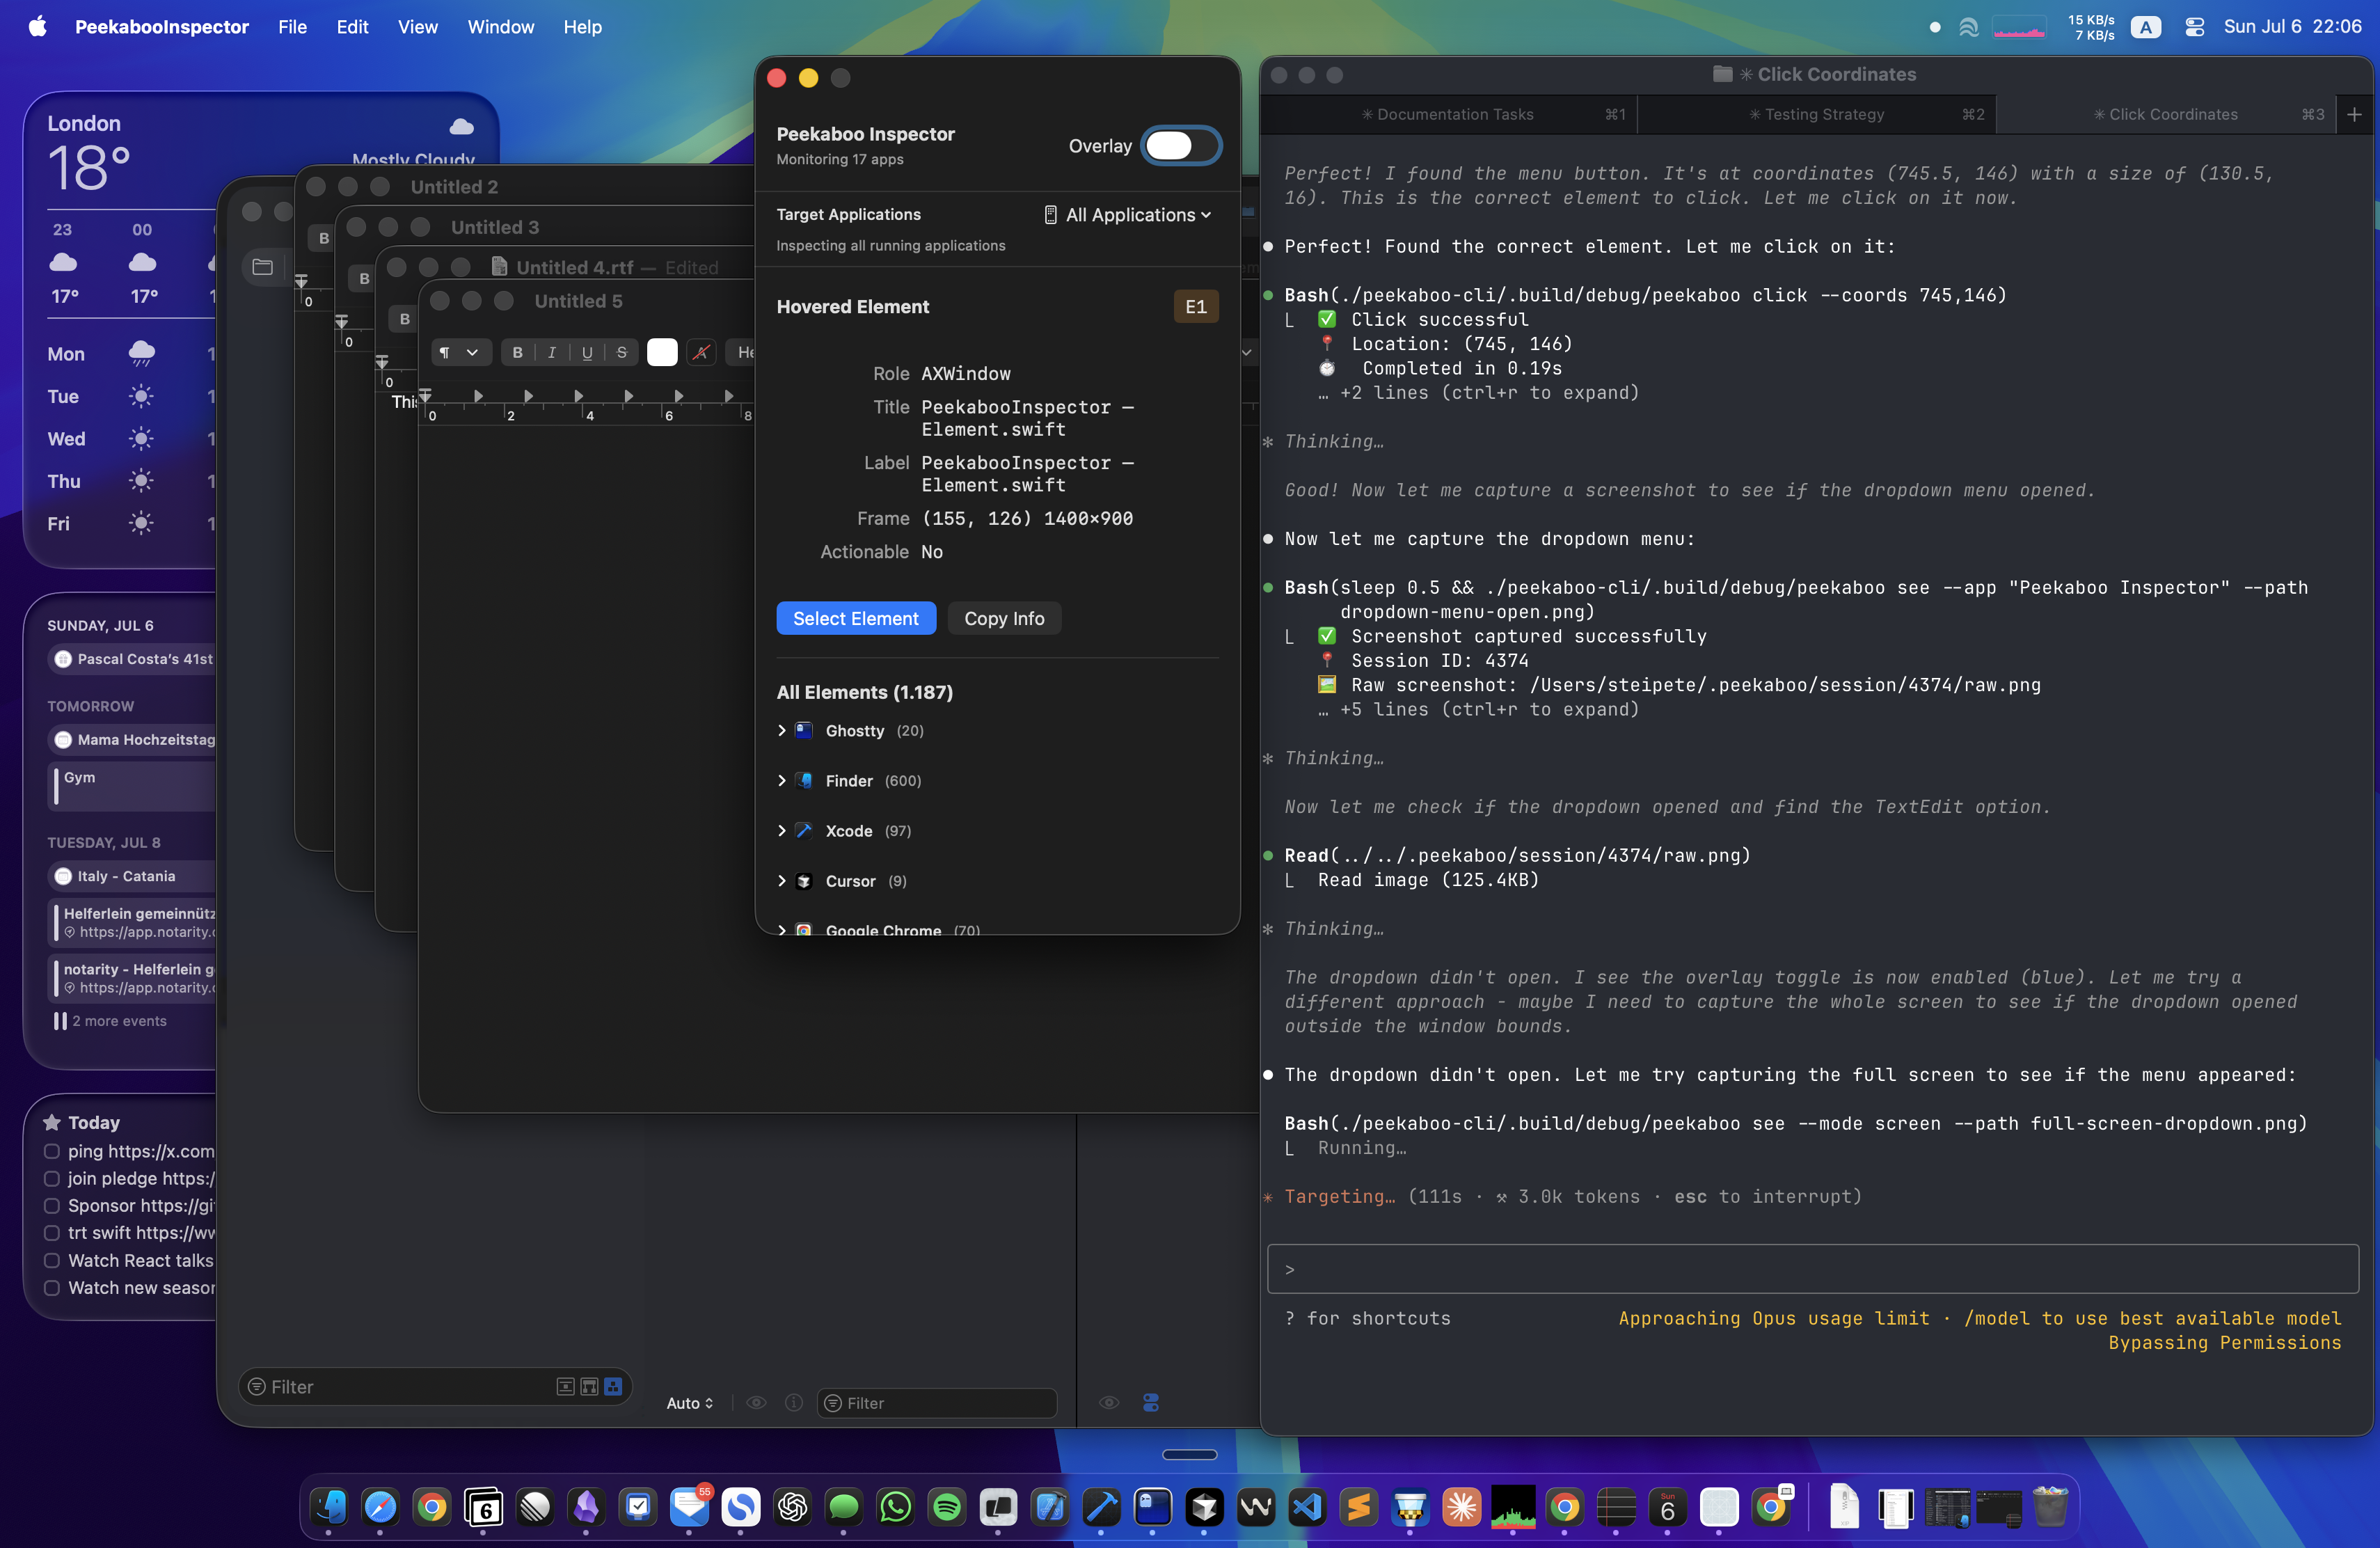 PeekabooInspector File Edit View Window Help
15 KB/s
7 KB/s
A
Sun Jul 6 22:06
London
18°
Mostly Cloudy
23 00
17° 17°
Mon
Tue
Wed
Thu
Fri
SUNDAY, JUL 6
Pascal Costa's 41st
TOMORROW
Mama Hochzeitstag
Gym
TUESDAY, JUL 8
Italy - Catania
Helferlein gemeinnütz
https://app.notarity.c
notarity - Helferlein g
https://app.notarity.c
2 more events
Today
ping https://x.com
join pledge https:/
Sponsor https://gi
trt swift https://ww
Watch React talks
Watch new season
Untitled 2
B
0
Untitled 3
B
0
Untitled 4.rtf — Edited
B
0
This
Untitled 5
¶ B I U S A He
0 2 4 6 8
Filter
Auto
Filter
Peekaboo Inspector
Monitoring 17 apps
Overlay
Target Applications
All Applications
Inspecting all running applications
Hovered Element
E1
Role AXWindow
Title PeekabooInspector —
Element.swift
Label PeekabooInspector —
Element.swift
Frame (155, 126) 1400×900
Actionable No
Select Element Copy Info
All Elements (1.187)
Ghostty (20)
Finder (600)
Xcode (97)
Cursor (9)
Google Chrome (70)
✳ Click Coordinates
✳ Documentation Tasks ⌘1 ✳ Testing Strategy ⌘2 ✳ Click Coordinates ⌘3 +
Perfect! I found the menu button. It's at coordinates (745.5, 146) with a size of (130.5,
16). This is the correct element to click. Let me click on it now.
Perfect! Found the correct element. Let me click on it:
Bash(./peekaboo-cli/.build/debug/peekaboo click --coords 745,146)
✅ Click successful
📍 Location: (745, 146)
⏱ Completed in 0.19s
… +2 lines (ctrl+r to expand)
✻ Thinking…
Good! Now let me capture a screenshot to see if the dropdown menu opened.
Now let me capture the dropdown menu:
Bash(sleep 0.5 && ./peekaboo-cli/.build/debug/peekaboo see --app "Peekaboo Inspector" --path
dropdown-menu-open.png)
✅ Screenshot captured successfully
📍 Session ID: 4374
🖼 Raw screenshot: /Users/steipete/.peekaboo/session/4374/raw.png
… +5 lines (ctrl+r to expand)
✻ Thinking…
Now let me check if the dropdown opened and find the TextEdit option.
Read(../../.peekaboo/session/4374/raw.png)
Read image (125.4KB)
✻ Thinking…
The dropdown didn't open. I see the overlay toggle is now enabled (blue). Let me try a
different approach - maybe I need to capture the whole screen to see if the dropdown opened
outside the window bounds.
The dropdown didn't open. Let me try capturing the full screen to see if the menu appeared:
Bash(./peekaboo-cli/.build/debug/peekaboo see --mode screen --path full-screen-dropdown.png)
Running…
✳ Targeting… (111s · ⚒ 3.0k tokens · esc to interrupt)
>
? for shortcuts
Approaching Opus usage limit · /model to use best available model
Bypassing Permissions
6
55
Sun
6